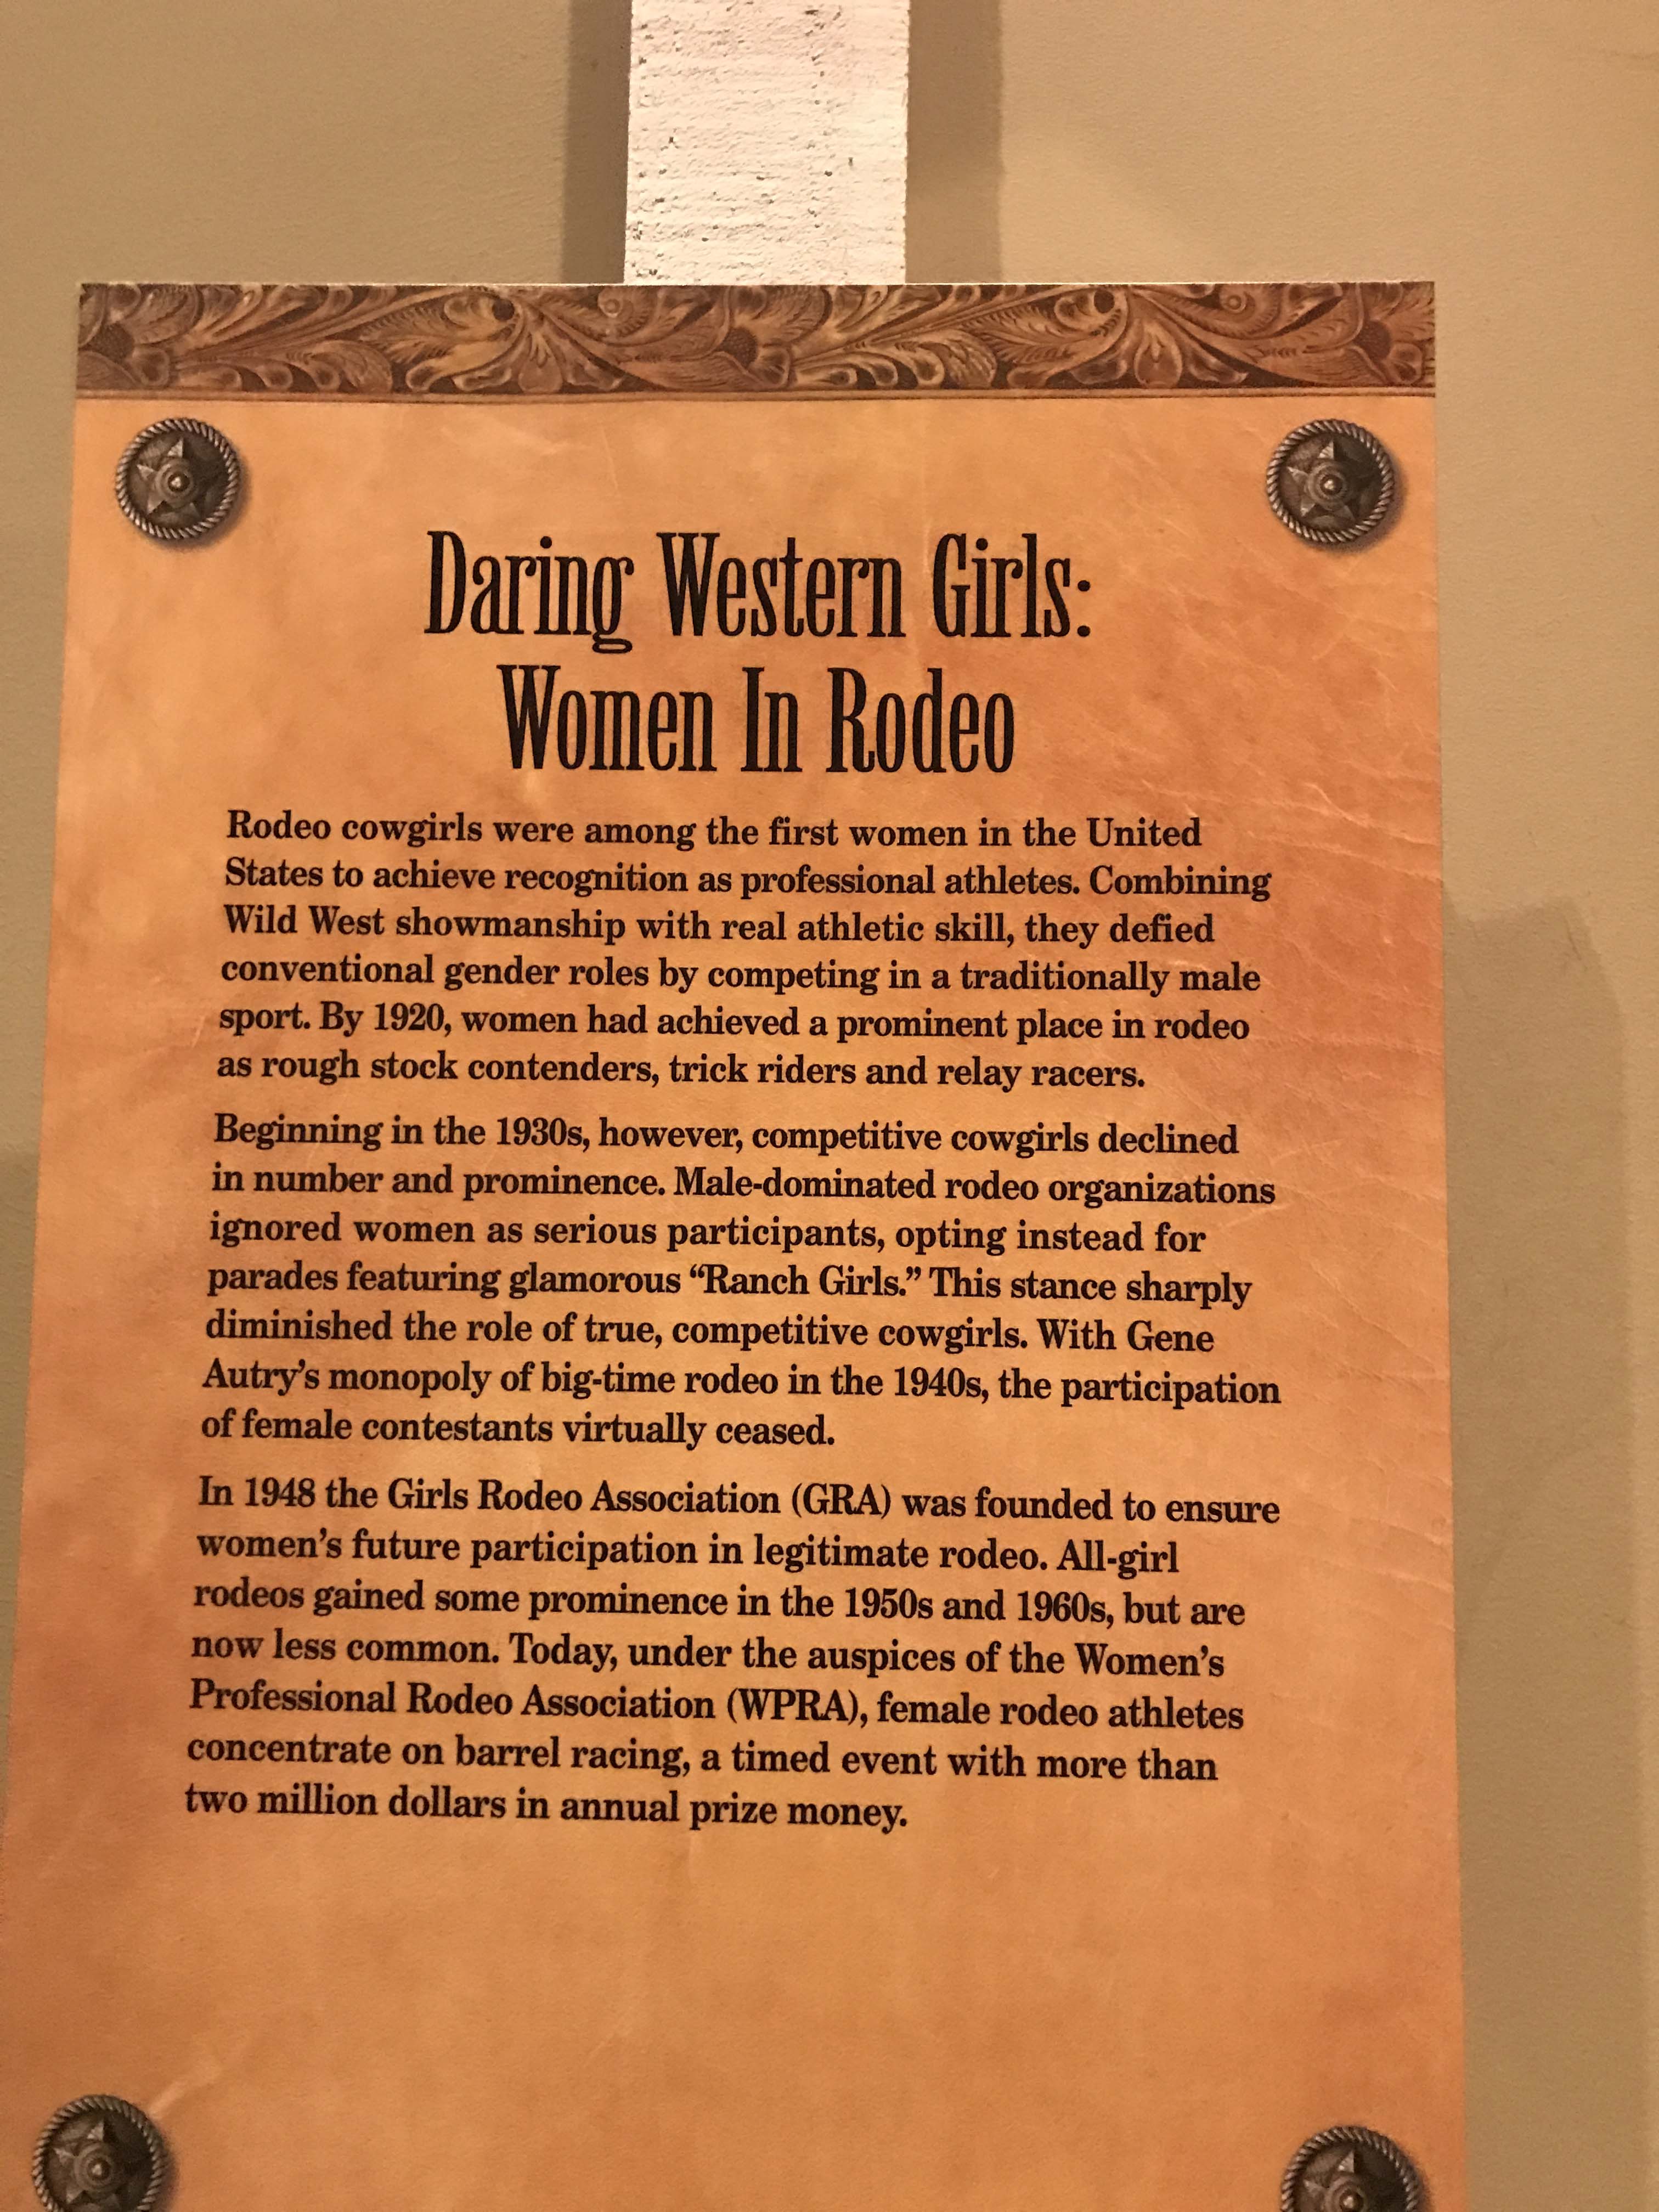 Daring Western Girls:
Women In Rodeo
Rodeo cowgirls were among the first women in the United
States to achieve recognition as professional athletes. Combining
Wild West showmanship with real athletic skill, they defied
conventional gender roles by competing in a traditionally male
sport. By 1920, women had achieved a prominent place in rodeo
as rough stock contenders, trick riders and relay racers.
Beginning in the 1930s, however, competitive cowgirls declined
in number and prominence. Male-dominated rodeo organizations
ignored women as serious participants, opting instead for
parades featuring glamorous “Ranch Girls.” This stance sharply
diminished the role of true, competitive cowgirls. With Gene
Autry’s monopoly of big-time rodeo in the 1940s, the participation
of female contestants virtually ceased.
In 1948 the Girls Rodeo Association (GRA) was founded to ensure
women’s future participation in legitimate rodeo. All-girl
rodeos gained some prominence in the 1950s and 1960s, but are
now less common. Today, under the auspices of the Women’s
Professional Rodeo Association (WPRA), female rodeo athletes
concentrate on barrel racing, a timed event with more than
two million dollars in annual prize money.